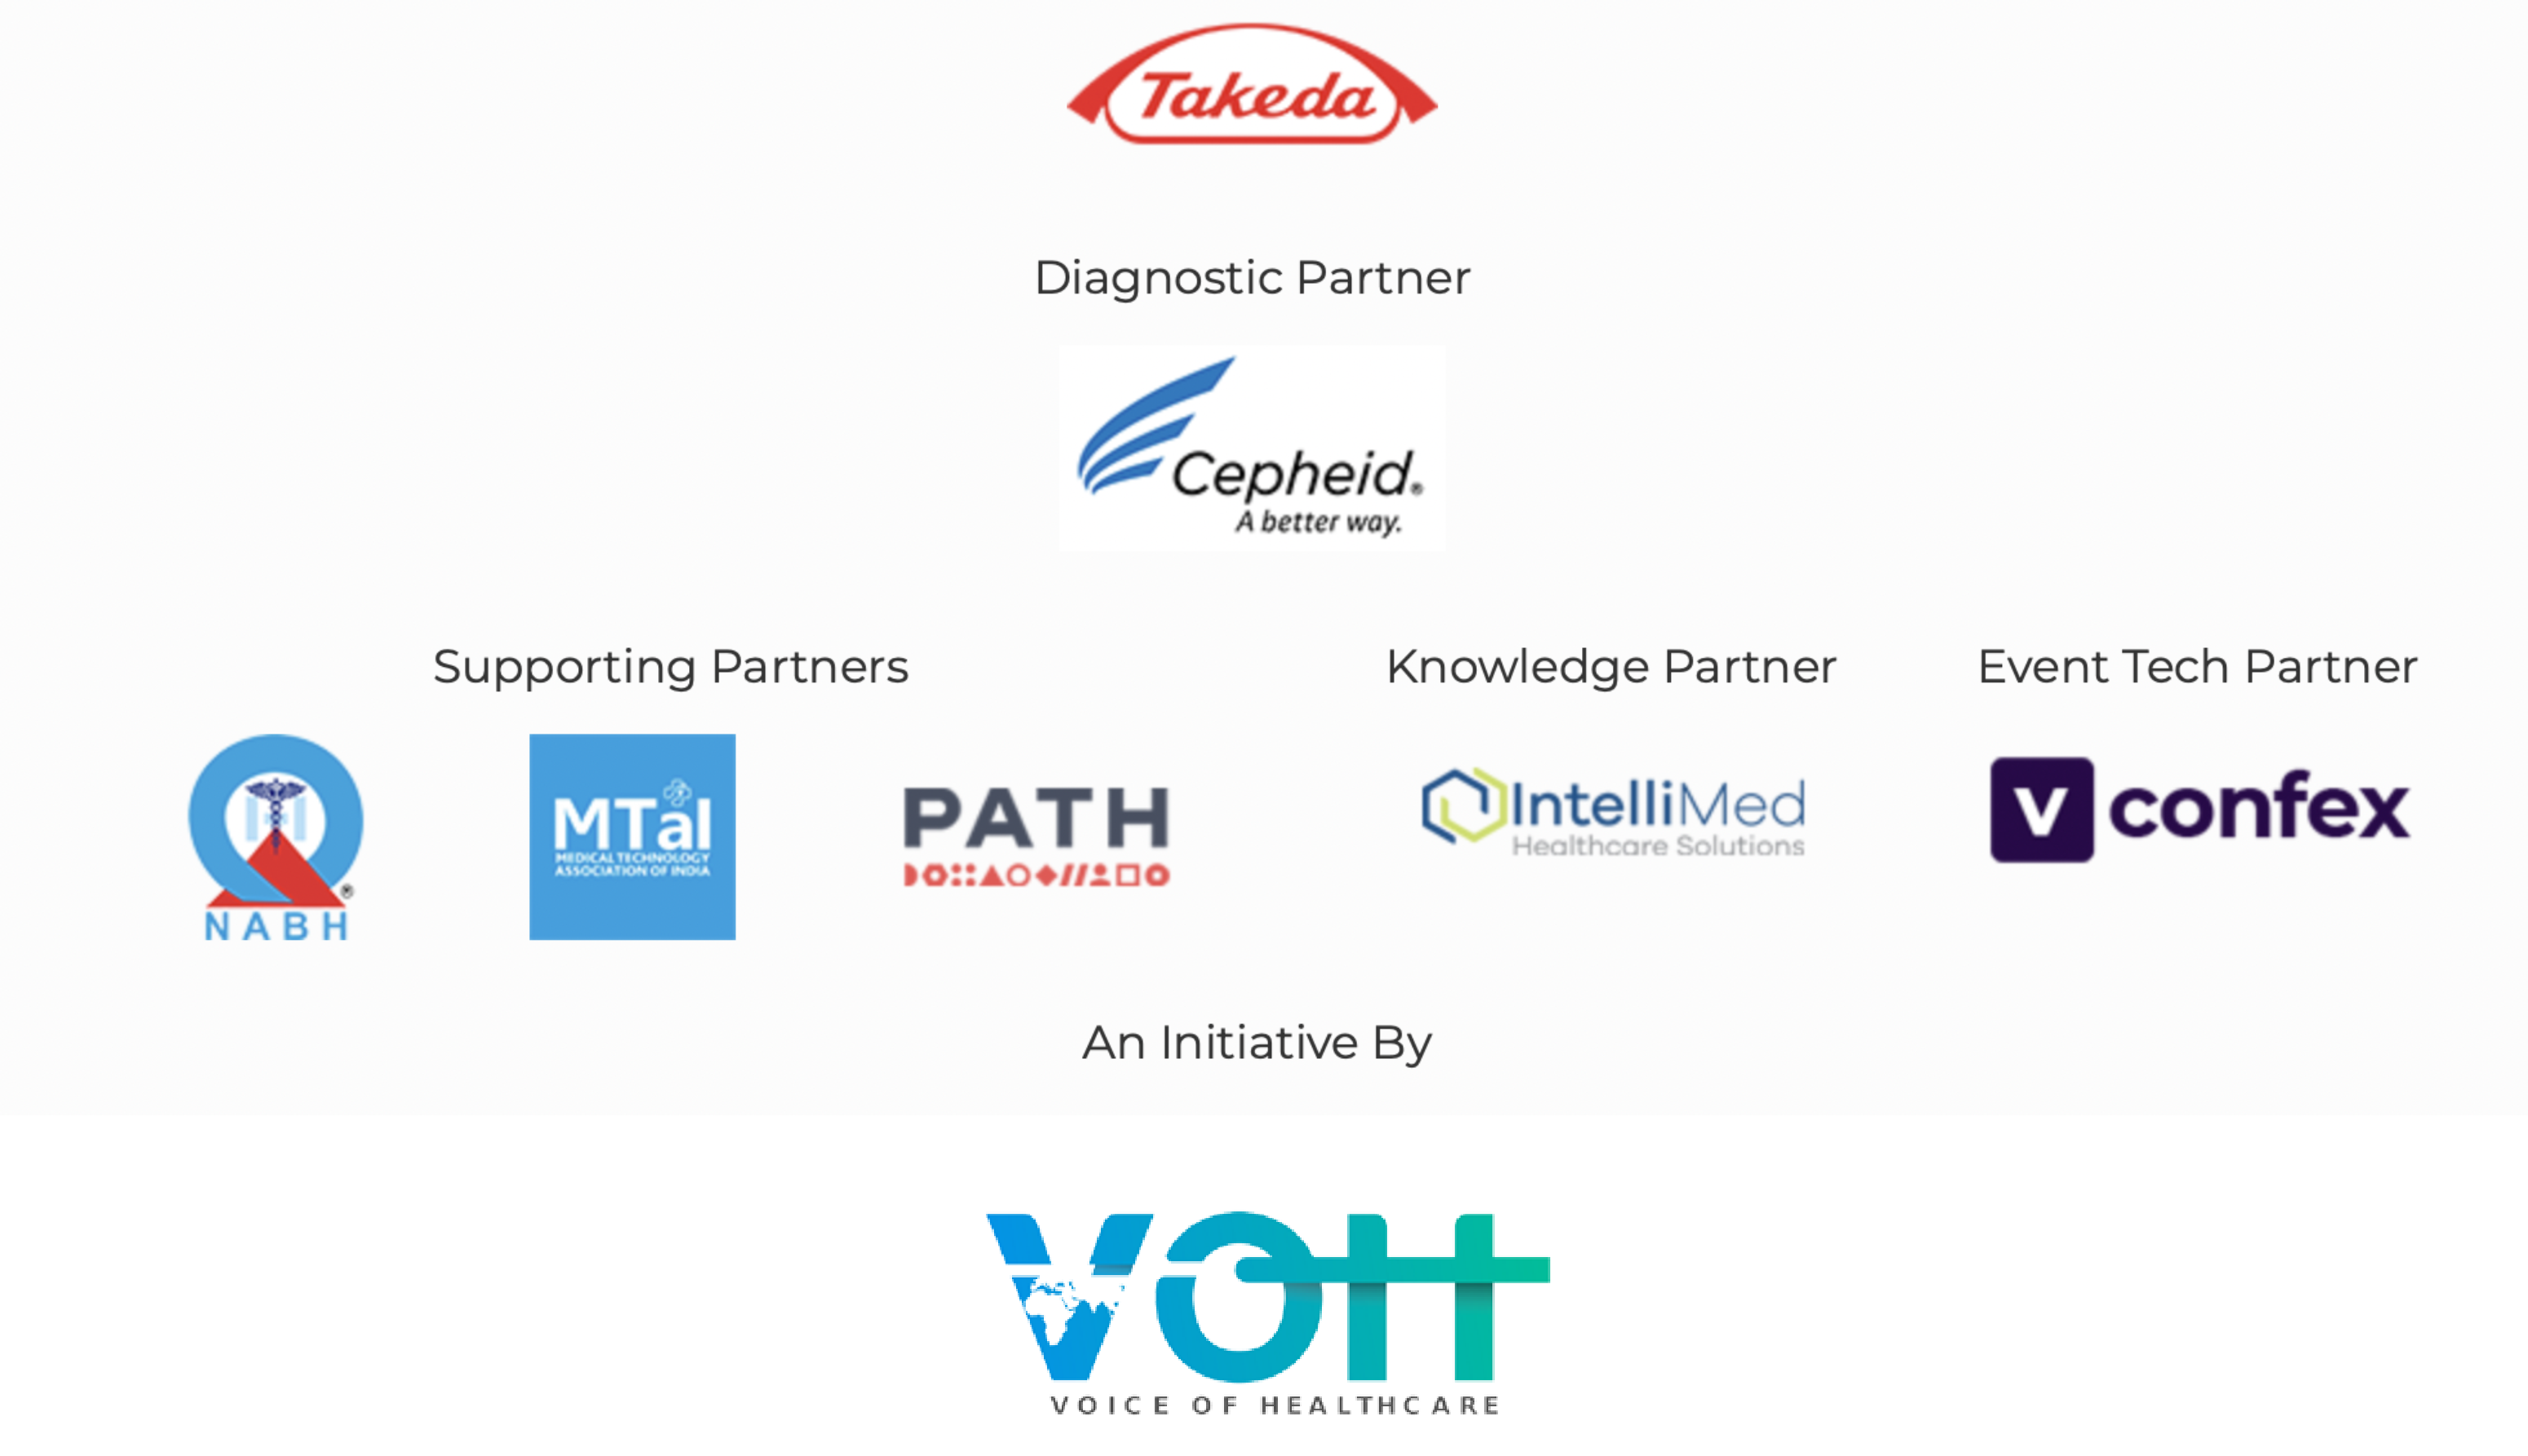 Takeda
Diagnostic Partner
Cepheid®
A better way.
Supporting Partners
Knowledge Partner
Event Tech Partner
®
NABH
MTaI
MEDICAL TECHNOLOGY
ASSOCIATION OF INDIA
PATH
IntelliMed
Healthcare Solutions
v confex
An Initiative By
VOH
VOICE OF HEALTHCARE